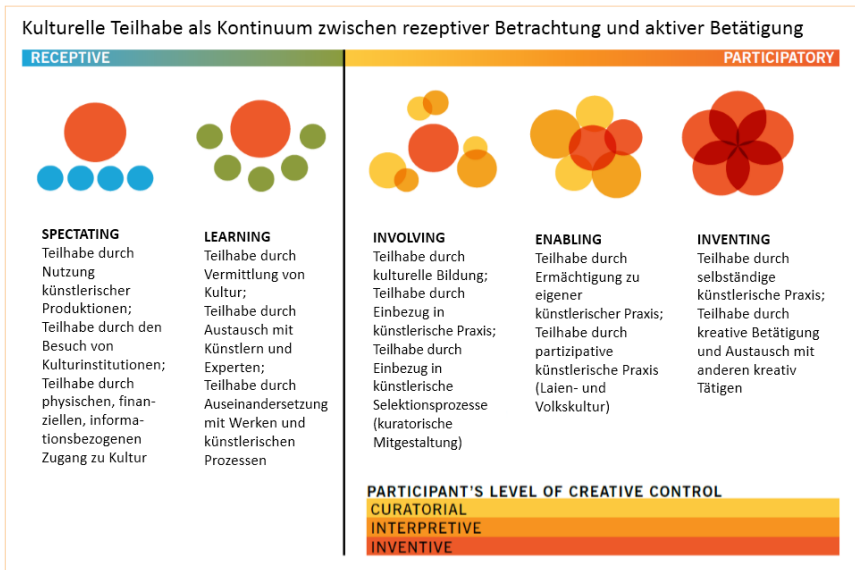 Kulturelle Teilhabe als Kontinuum zwischen rezeptiver Betrachtung und aktiver Betätigung
RECEPTIVE
PARTICIPATORY
SPECTATING
Teilhabe durch
Nutzung
künstlerischer
Produktionen;
Teilhabe durch den
Besuch von
Kulturinstitutionen;
Teilhabe durch
physischen, finan-
ziellen, informa-
tionsbezogenen
Zugang zu Kultur
LEARNING
Teilhabe durch
Vermittlung von
Kultur;
Teilhabe durch
Austausch mit
Künstlern und
Experten;
Teilhabe durch
Auseinandersetzung
mit Werken und
künstlerischen
Prozessen
INVOLVING
Teilhabe durch
kulturelle Bildung;
Teilhabe durch
Einbezug in
künstlerische Praxis;
Teilhabe durch
Einbezug in
künstlerische
Selektionsprozesse
(kuratorische
Mitgestaltung)
ENABLING
Teilhabe durch
Ermächtigung zu
eigener
künstlerischer Praxis;
Teilhabe durch
partizipative
künstlerische Praxis
(Laien- und
Volkskultur)
INVENTING
Teilhabe durch
selbständige
künstlerische Praxis;
Teilhabe durch
kreative Betätigung
und Austausch mit
anderen kreativ
Tätigen
PARTICIPANT'S LEVEL OF CREATIVE CONTROL
CURATORIAL
INTERPRETIVE
INVENTIVE